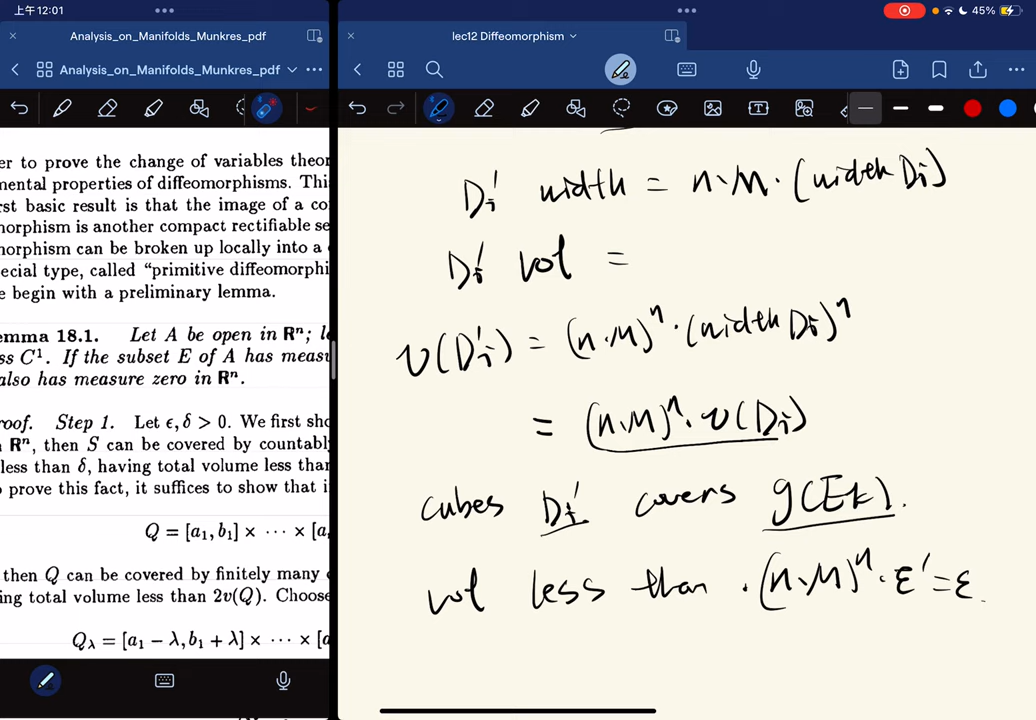 上午12:01
45%
Analysis_on_Manifolds_Munkres_pdf
lec12 Diffeomorphism
Analysis_on_Manifolds_Munkres_pdf
er to prove the change of variables theor
mental properties of diffeomorphisms. Thi
rst basic result is that the image of a co
morphism is another compact rectifiable se
morphism can be broken up locally into a c
ecial type, called "primitive diffeomorphi
e begin with a preliminary lemma.
emma 18.1. Let A be open in Rⁿ; le
ss C¹. If the subset E of A has measu
also has measure zero in Rⁿ.
roof. Step 1. Let ϵ, δ > 0. We first sho
n Rⁿ, then S can be covered by countabl
less than δ, having total volume less than
o prove this fact, it suffices to show that i
Q = [a₁, b₁] × ··· × [a
then Q can be covered by finitely many c
ing total volume less than 2v(Q). Choose
Q_λ = [a₁ − λ, b₁ + λ] × ··· × [a
Di' width = n·M·(width Di)
Di' vol =
v(Di') = (n·M)ⁿ·(width Di)ⁿ
= (n·M)ⁿ·v(Di)
cubes Di' covers g(Ek).
vol less than ·(n·M)ⁿ·ε' = ε.